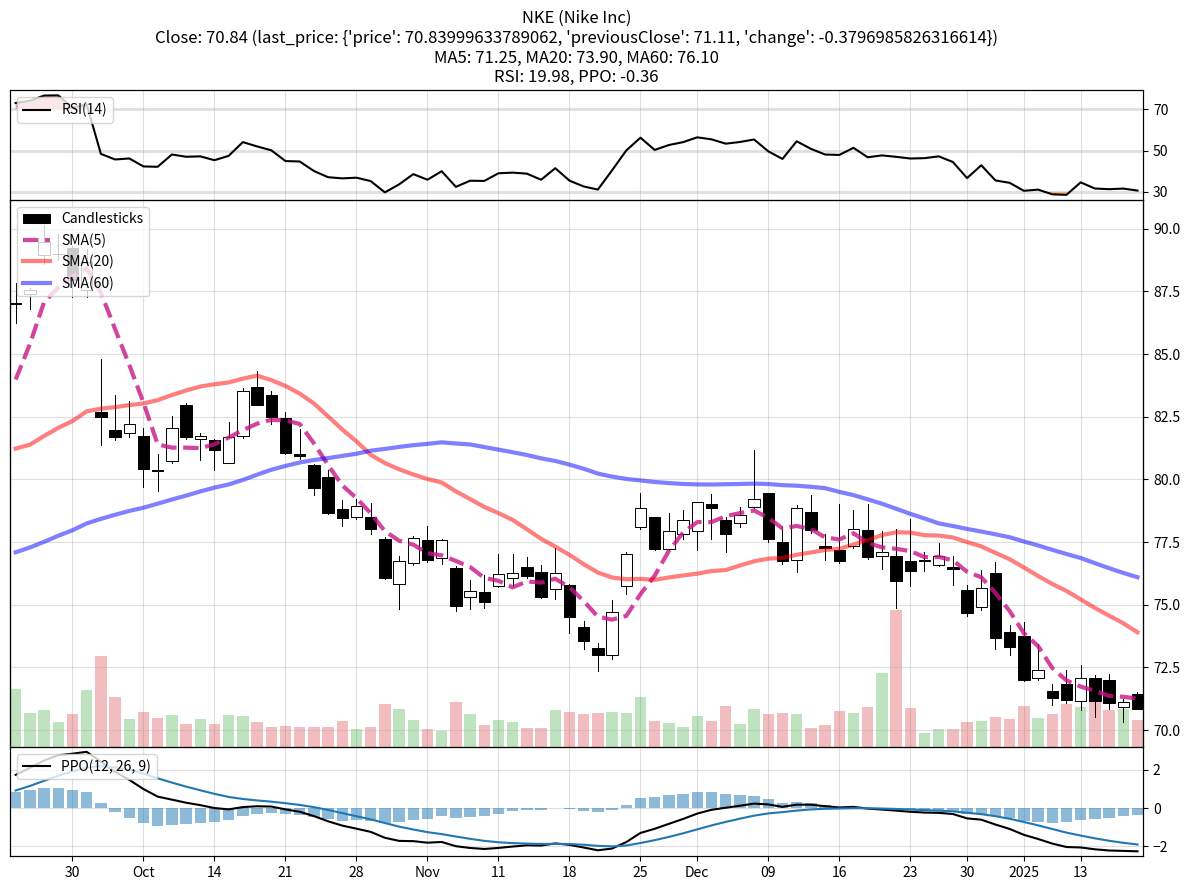 NKE (Nike Inc)
Close: 70.84 (last_price: {'price': 70.83999633789062, 'previousClose': 71.11, 'change': -0.3796985826316614})
MA5: 71.25, MA20: 73.90, MA60: 76.10
RSI: 19.98, PPO: -0.36
RSI(14)
70
50
30
Candlesticks
SMA(5)
SMA(20)
SMA(60)
90.0
87.5
85.0
82.5
80.0
77.5
75.0
72.5
70.0
PPO(12, 26, 9)
2
0
−2
30 Oct 14 21 28 Nov 11 18 25 Dec 09 16 23 30 2025 13